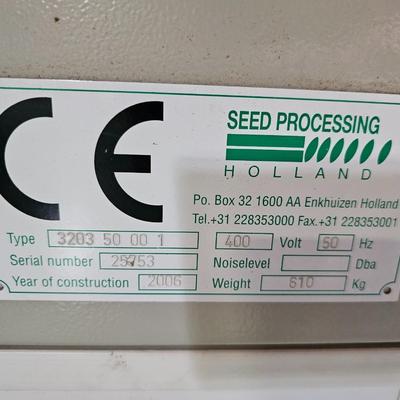 CE
SEED PROCESSING
HOLLAND
Po. Box 32 1600 AA Enkhuizen Holland
Tel.+31 228353000 Fax.+31 228353001
Type 3203 50 00 1 400 Volt 50 Hz
Serial number 25753 Noiselevel Dba
Year of construction 2006 Weight 610 Kg